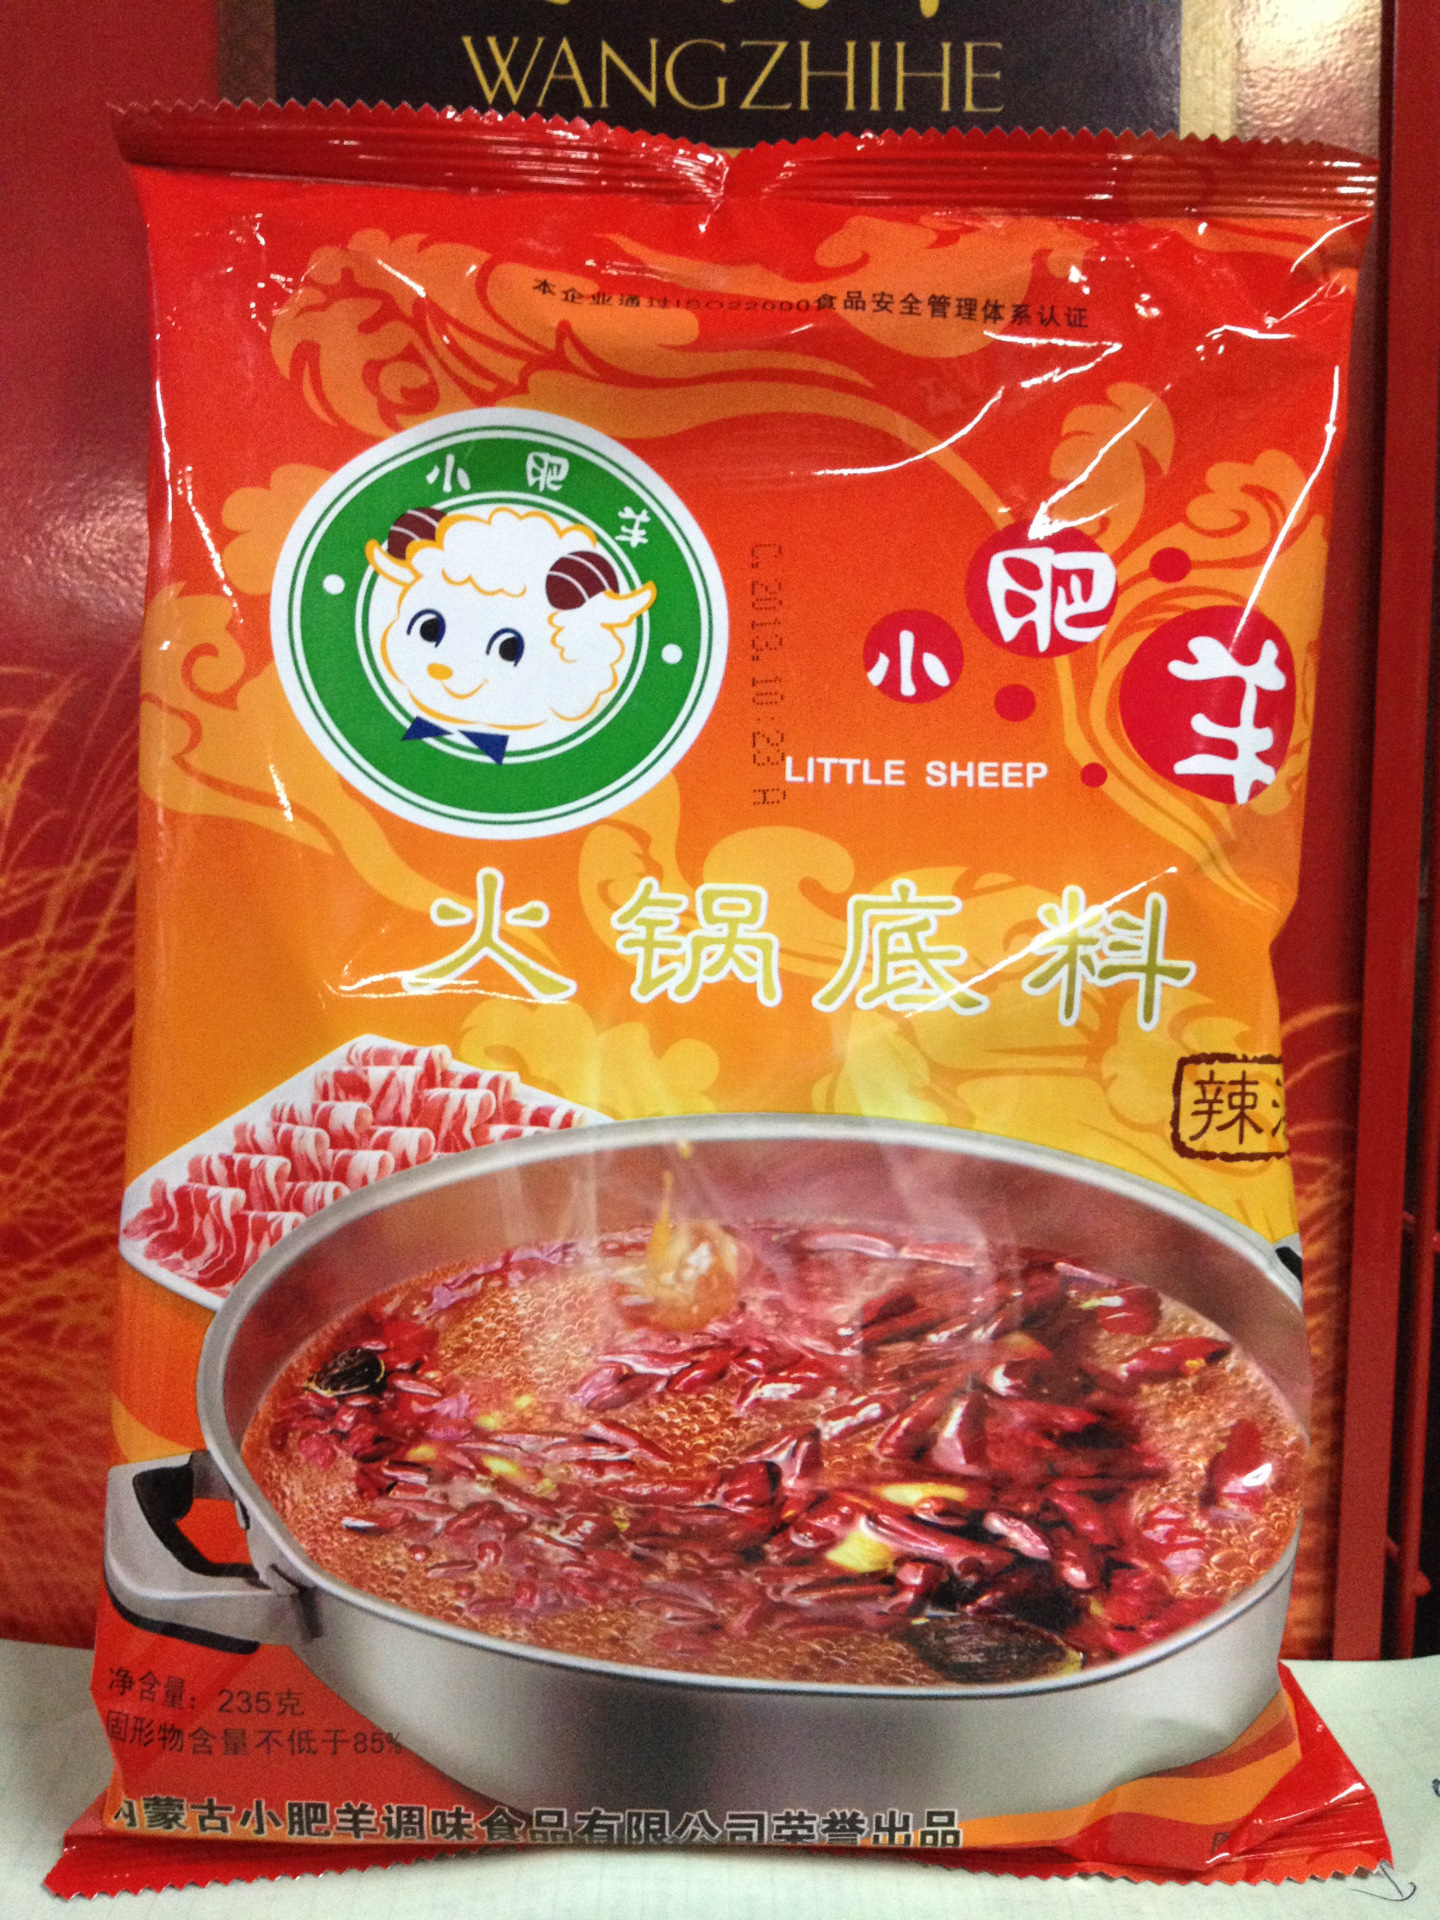 WANGZHIHE
本企业通过ISO22000食品安全管理体系认证
小肥羊
小肥羊
LITTLE SHEEP
C.2013.10:23 A
火锅底料
辣
净含量：235克
固形物含量不低于85%
内蒙古小肥羊调味食品有限公司荣誉出品